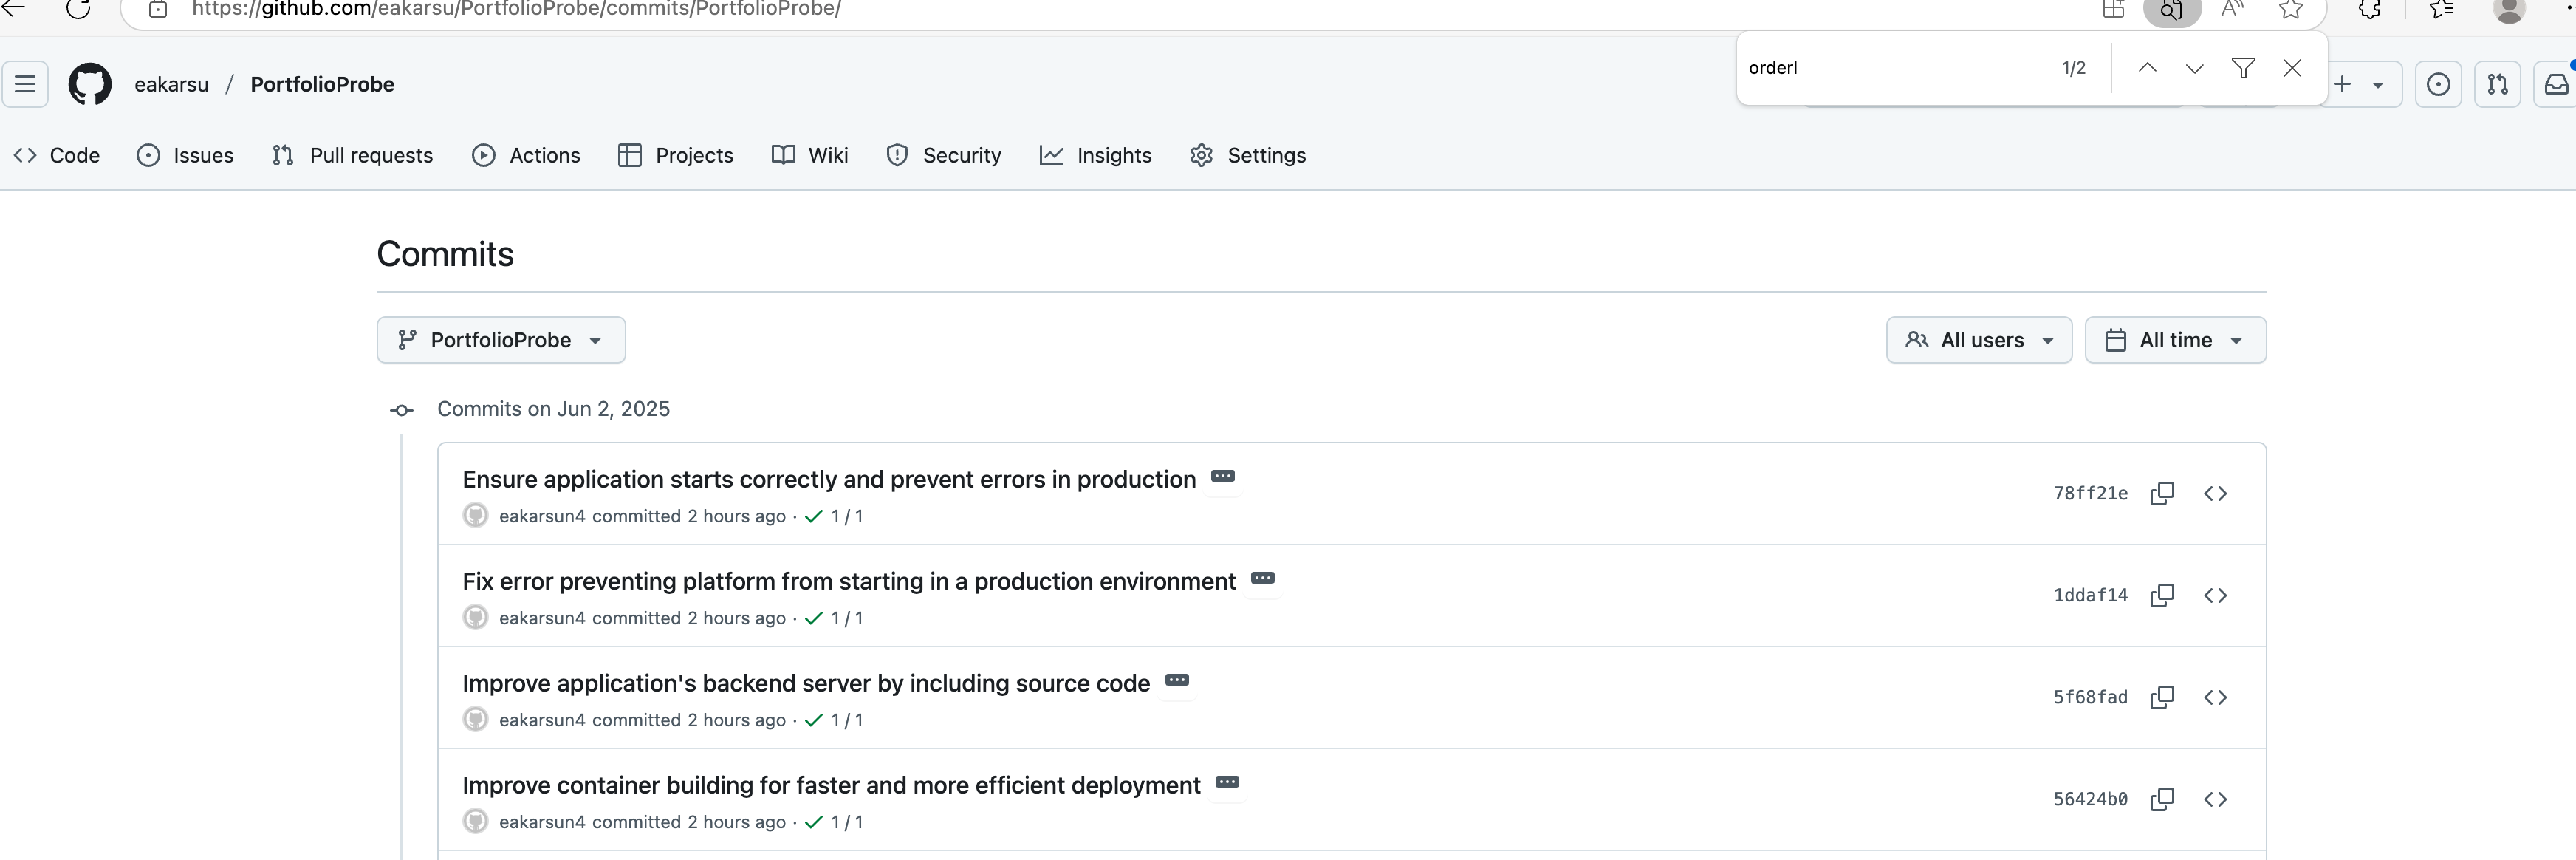 https://github.com/eakarsu/PortfolioProbe/commits/PortfolioProbe/
orderl 1/2
eakarsu / PortfolioProbe
Code Issues Pull requests Actions Projects Wiki Security Insights Settings
Commits
PortfolioProbe All users All time
Commits on Jun 2, 2025
Ensure application starts correctly and prevent errors in production
78ff21e
eakarsun4 committed 2 hours ago · 1 / 1
Fix error preventing platform from starting in a production environment
1ddaf14
eakarsun4 committed 2 hours ago · 1 / 1
Improve application's backend server by including source code
5f68fad
eakarsun4 committed 2 hours ago · 1 / 1
Improve container building for faster and more efficient deployment
56424b0
eakarsun4 committed 2 hours ago · 1 / 1